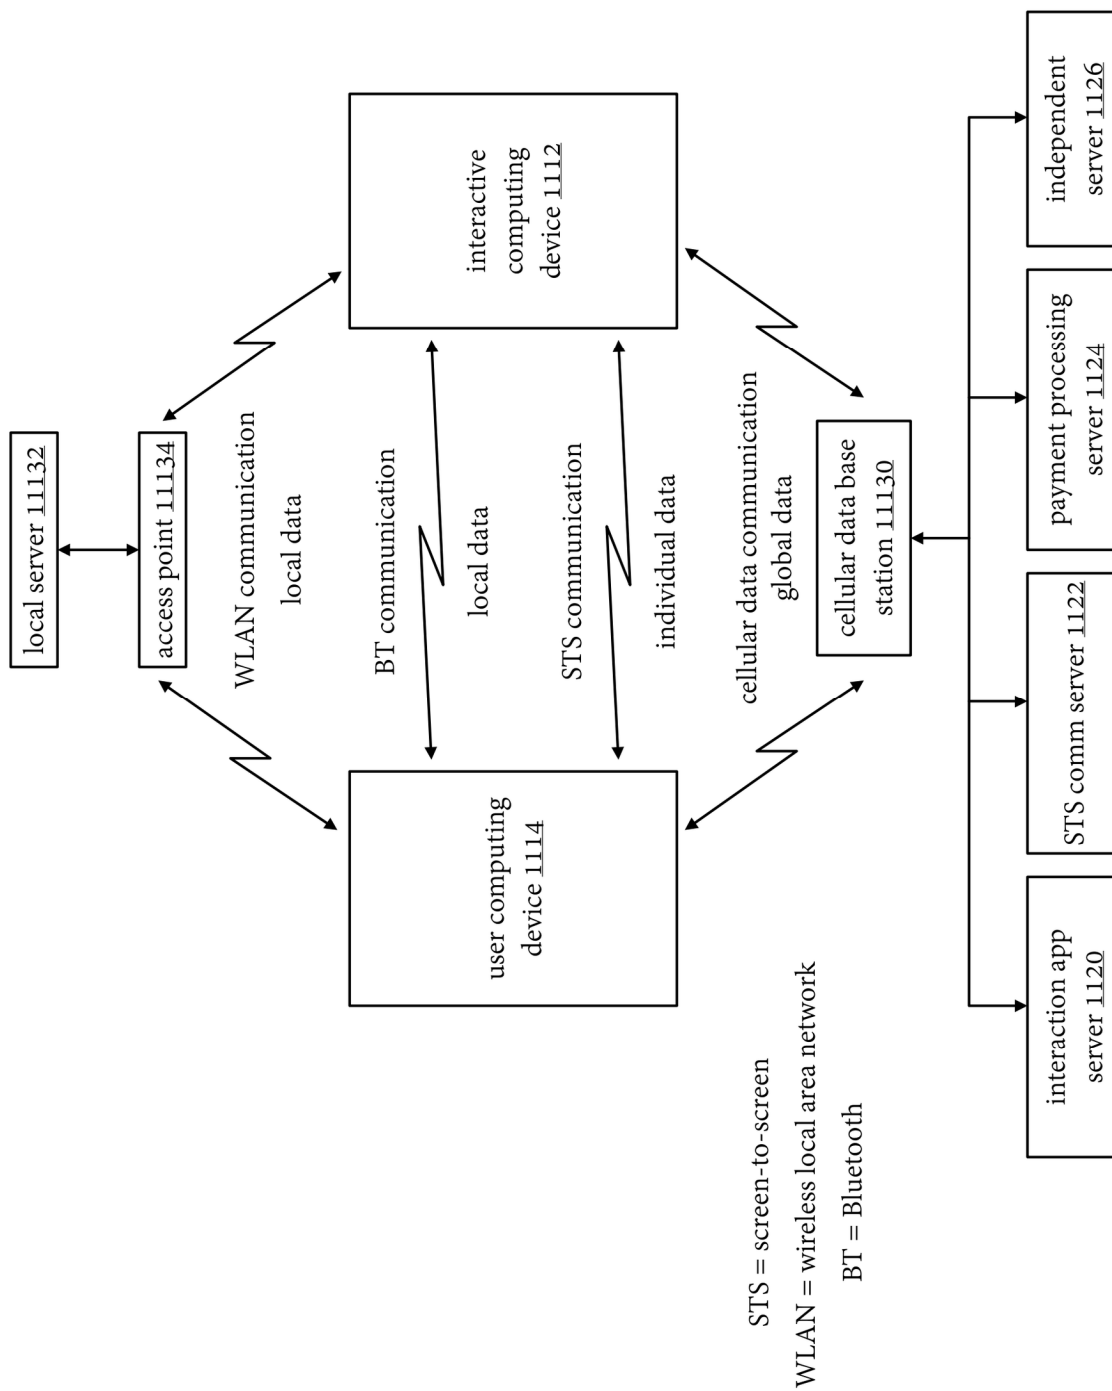 local server 11132
access point 11134
WLAN communication
local data
user computing
device 1114
interactive
computing
device 1112
BT communication
local data
STS communication
individual data
cellular data communication
global data
cellular data base
station 11130
STS = screen-to-screen
WLAN = wireless local area network
BT = Bluetooth
interaction app
server 1120
STS comm server 1122
payment processing
server 1124
independent
server 1126